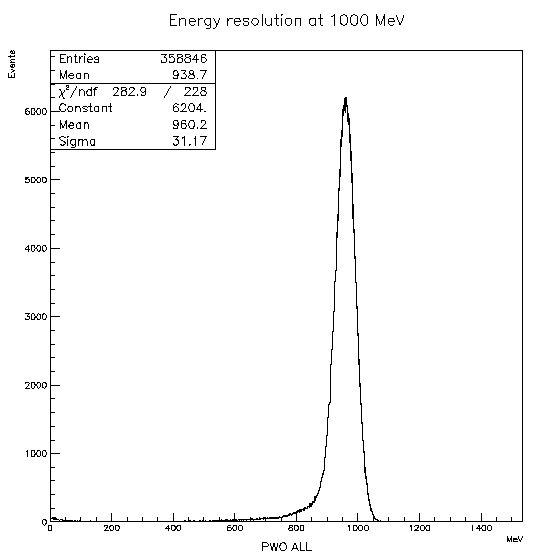 Energy resolution at 1000 MeV
Events
Entries 358846
Mean 938.7
χ²/ndf 282.9 / 228
Constant 6204.
Mean 960.2
Sigma 31.17
6000
5000
4000
3000
2000
1000
0
0 200 400 600 800 1000 1200 1400
MeV
PWO ALL